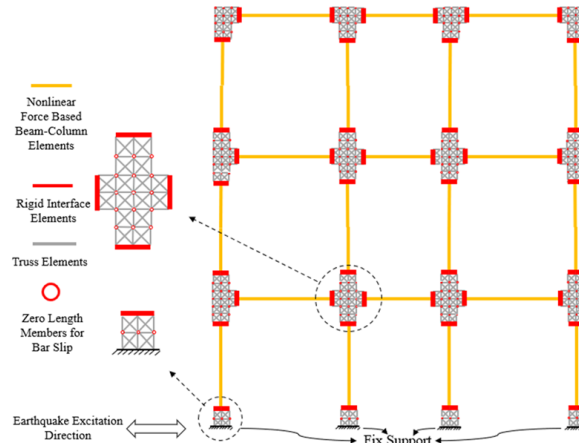 Nonlinear
Force Based
Beam-Column
Elements
Rigid Interface
Elements
Truss Elements
Zero Length
Members for
Bar Slip
Earthquake Excitation
Direction
Fix Support